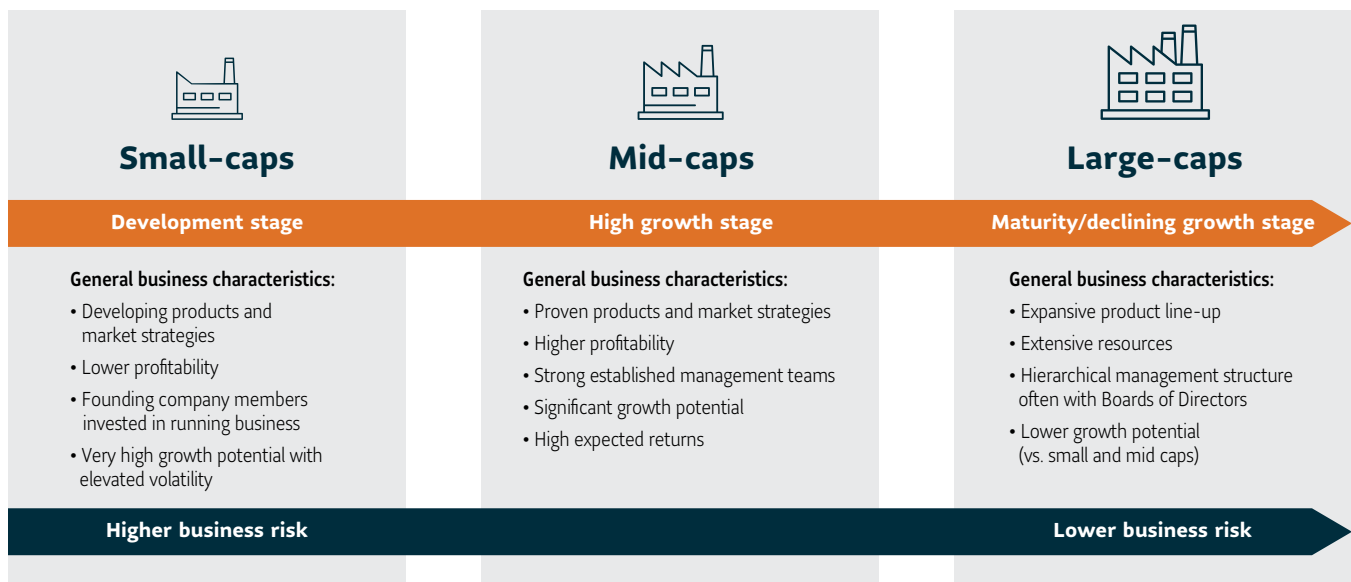 Small-caps
Mid-caps
Large-caps
Development stage
High growth stage
Maturity/declining growth stage
General business characteristics:
• Developing products and
market strategies
• Lower profitability
• Founding company members
invested in running business
• Very high growth potential with
elevated volatility
General business characteristics:
• Proven products and market strategies
• Higher profitability
• Strong established management teams
• Significant growth potential
• High expected returns
General business characteristics:
• Expansive product line-up
• Extensive resources
• Hierarchical management structure
often with Boards of Directors
• Lower growth potential
(vs. small and mid caps)
Higher business risk
Lower business risk